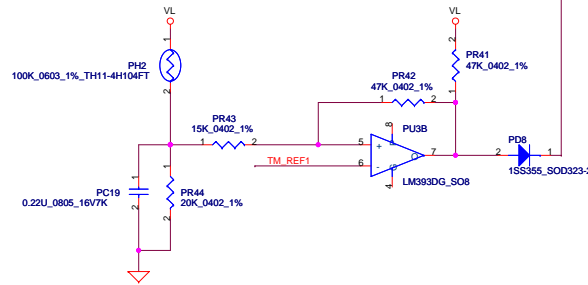 VL
VL
1
2
PH2
100K_0603_1%_TH11-4H104FT
2
1
PR41
47K_0402_1%
PR42
47K_0402_1%
1
2
PR43
15K_0402_1%
1
2
8
PU3B
5
+
O
7
TM_REF1
6
-
4
LM393DG_SO8
PD8
2
1
1SS355_SOD323-2
1
2
PC19
0.22U_0805_16V7K
1
2
PR44
20K_0402_1%